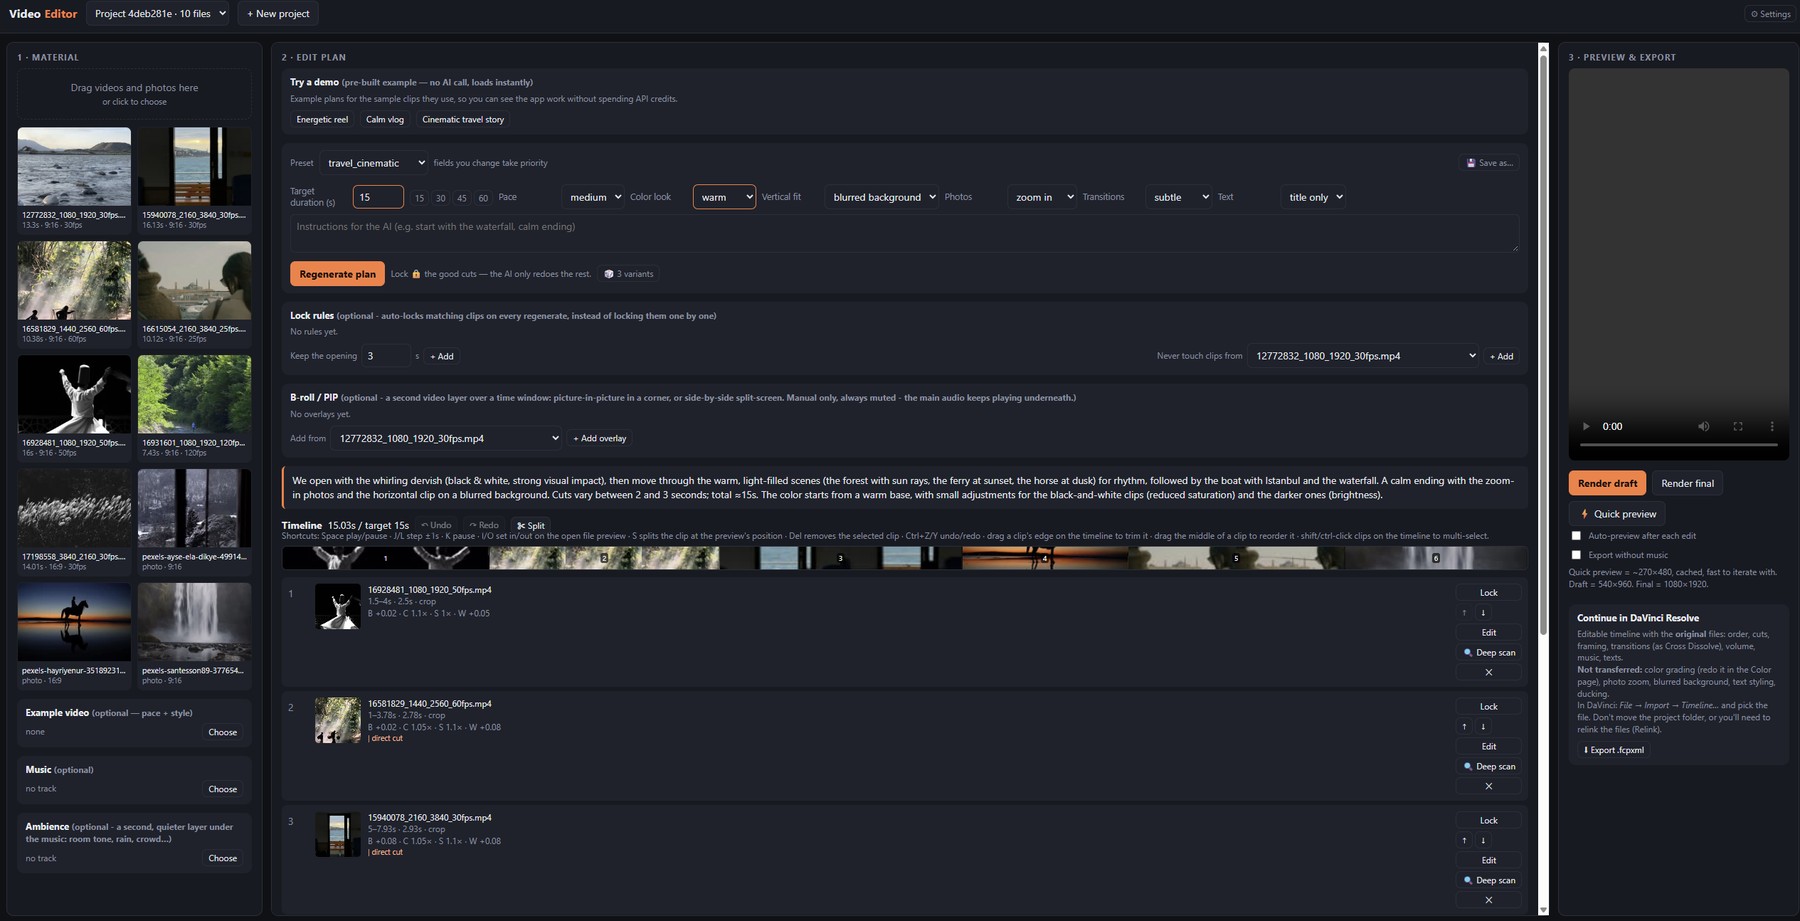 Video Editor
Project 4deb281e · 10 files
+ New project
Settings
1 · MATERIAL
Drag videos and photos here
or click to choose
12772832_1080_1920_30fps....
13.3s · 9:16 · 30fps
15940078_2160_3840_30fps....
16.13s · 9:16 · 30fps
16581829_1440_2560_60fps....
10.38s · 9:16 · 60fps
16615054_2160_3840_25fps....
10.12s · 9:16 · 25fps
16928481_1080_1920_50fps....
16s · 9:16 · 50fps
16931601_1080_1920_120fp...
7.43s · 9:16 · 120fps
17198558_3840_2160_30fps....
14.01s · 16:9 · 30fps
pexels-ayse-ela-dikye-49914...
photo · 9:16
pexels-hayriyenur-35189231...
photo · 16:9
pexels-santesson89-377654...
photo · 9:16
Example video (optional — pace + style)
none
Choose
Music (optional)
no track
Choose
Ambience (optional - a second, quieter layer under
the music: room tone, rain, crowd...)
no track
Choose
2 · EDIT PLAN
Try a demo (pre-built example — no AI call, loads instantly)
Example plans for the sample clips they use, so you can see the app work without spending API credits.
Energetic reel
Calm vlog
Cinematic travel story
Preset
travel_cinematic
fields you change take priority
Save as...
Target
duration (s)
15
15
30
45
60
Pace
medium
Color look
warm
Vertical fit
blurred background
Photos
zoom in
Transitions
subtle
Text
title only
Instructions for the AI (e.g. start with the waterfall, calm ending)
Regenerate plan
Lock 🔒 the good cuts — the AI only redoes the rest.
3 variants
Lock rules (optional - auto-locks matching clips on every regenerate, instead of locking them one by one)
No rules yet.
Keep the opening
3
s
+ Add
Never touch clips from
12772832_1080_1920_30fps.mp4
+ Add
B-roll / PIP (optional - a second video layer over a time window: picture-in-picture in a corner, or side-by-side split-screen. Manual only, always muted - the main audio keeps playing underneath.)
No overlays yet.
Add from
12772832_1080_1920_30fps.mp4
+ Add overlay
We open with the whirling dervish (black & white, strong visual impact), then move through the warm, light-filled scenes (the forest with sun rays, the ferry at sunset, the horse at dusk) for rhythm, followed by the boat with Istanbul and the waterfall. A calm ending with the zoom-
in photos and the horizontal clip on a blurred background. Cuts vary between 2 and 3 seconds; total ≈15s. The color starts from a warm base, with small adjustments for the black-and-white clips (reduced saturation) and the darker ones (brightness).
Timeline 15.03s / target 15s
Undo
Redo
Split
Shortcuts: Space play/pause · J/L step ±1s · K pause · I/O set in/out on the open file preview · S splits the clip at the preview's position · Del removes the selected clip · Ctrl+Z/Y undo/redo · drag a clip's edge on the timeline to trim it · drag the middle of a clip to reorder it · shift/ctrl-click clips on the timeline to multi-select.
1
2
3
4
5
6
1
16928481_1080_1920_50fps.mp4
1.5–4s · 2.5s · crop
B +0.02 · C 1.1× · S 1× · W +0.05
Lock
↑
↓
Edit
Deep scan
✕
2
16581829_1440_2560_60fps.mp4
1–3.78s · 2.78s · crop
B +0.02 · C 1.05× · S 1.1× · W +0.08
| direct cut
Lock
↑
↓
Edit
Deep scan
✕
3
15940078_2160_3840_30fps.mp4
5–7.93s · 2.93s · crop
B +0.08 · C 1.05× · S 1.1× · W +0.08
| direct cut
Lock
↑
↓
Edit
Deep scan
✕
3 · PREVIEW & EXPORT
0:00
Render draft
Render final
Quick preview
Auto-preview after each edit
Export without music
Quick preview = ~270×480, cached, fast to iterate with.
Draft = 540×960. Final = 1080×1920.
Continue in DaVinci Resolve
Editable timeline with the original files: order, cuts,
framing, transitions (as Cross Dissolve), volume,
music, texts.
Not transferred: color grading (redo it in the Color
page), photo zoom, blurred background, text styling,
ducking.
In DaVinci: File → Import → Timeline... and pick the
file. Don't move the project folder, or you'll need to
relink the files (Relink).
⬇ Export .fcpxml